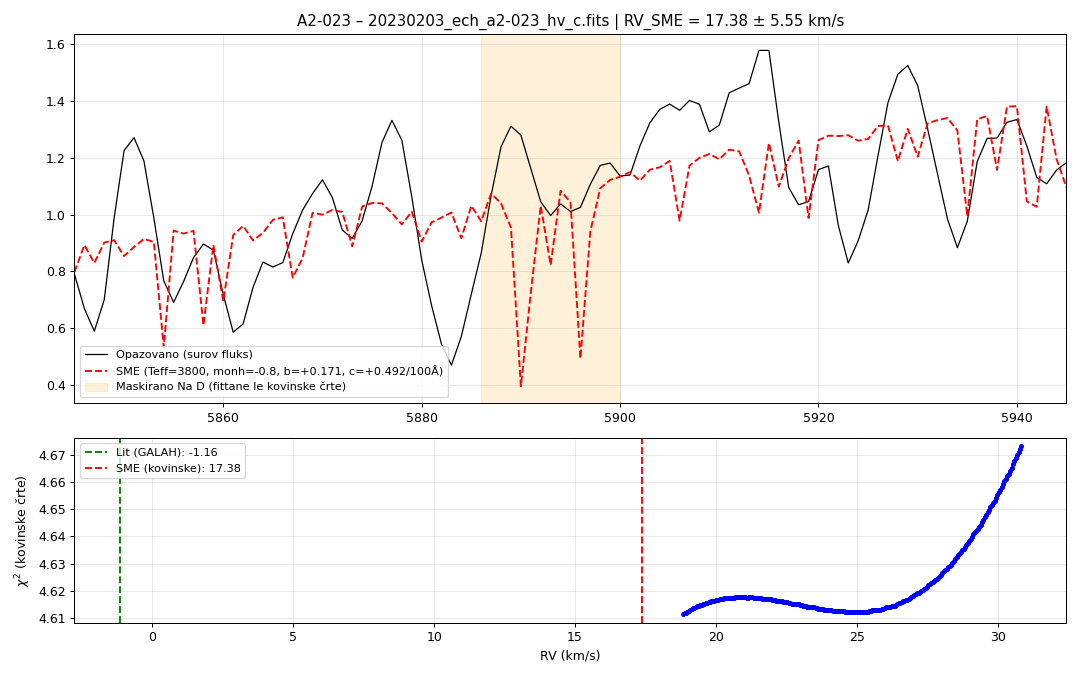 A2-023 – 20230203_ech_a2-023_hv_c.fits | RV_SME = 17.38 ± 5.55 km/s
1.6
1.4
1.2
1.0
0.8
0.6
0.4
Opazovano (surov fluks)
SME (Teff=3800, monh=-0.8, b=+0.171, c=+0.492/100Å)
Maskirano Na D (fittane le kovinske črte)
5860 5880 5900 5920 5940
4.67
4.66
4.65
4.64
4.63
4.62
4.61
χ² (kovinske črte)
Lit (GALAH): -1.16
SME (kovinske): 17.38
0 5 10 15 20 25 30
RV (km/s)